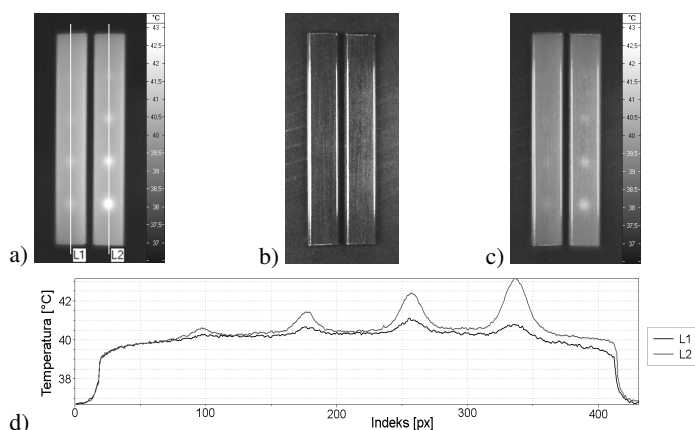 °C
43
42,5
42
41,5
41
40,5
40
39,5
39
38,5
38
37,5
37
L1
L2
a)
b)
°C
43
42,5
42
41,5
41
40,5
40
39,5
39
38,5
38
37,5
37
c)
Temperatura [°C]
42
40
38
0
100
200
300
400
Indeks [px]
L1
L2
d)